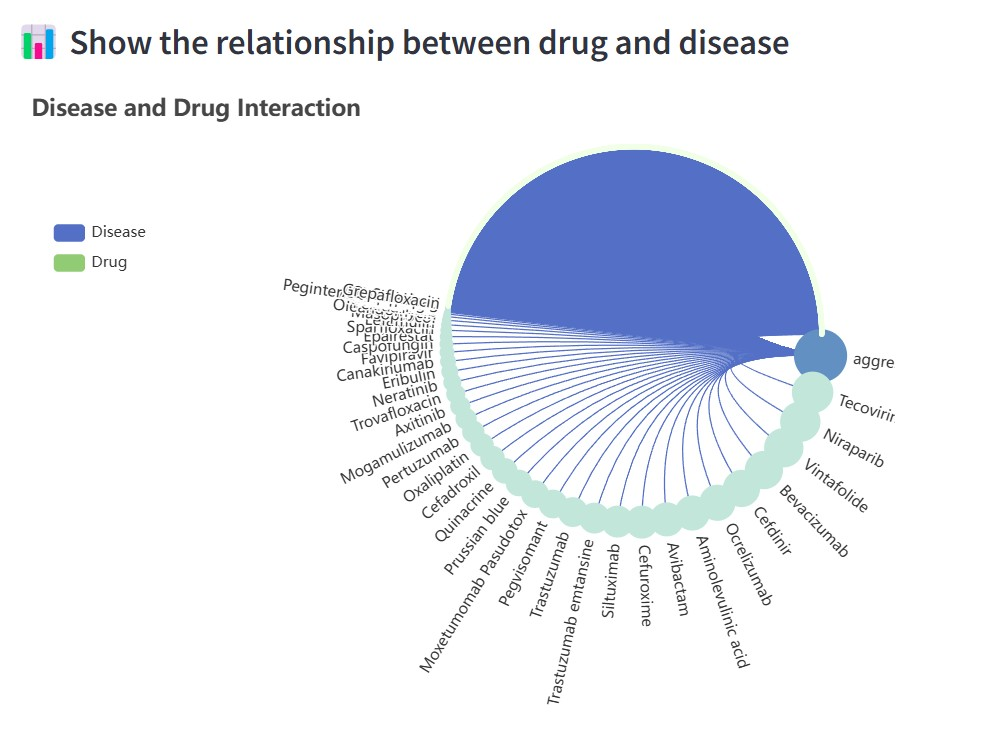 Show the relationship between drug and disease
Disease and Drug Interaction
Disease
Drug
Grepafloxacin
Sparfloxacin
Epalrestat
Caspofungin
Favipiravir
Canakinumab
Eribulin
Neratinib
Trovafloxacin
Axitinib
Mogamulizumab
Pertuzumab
Oxaliplatin
Cefadroxil
Quinacrine
Prussian blue
Moxetumomab Pasudotox
Pegvisomant
Trastuzumab
Trastuzumab emtansine
Siltuximab
Cefuroxime
Avibactam
Aminolevulinic acid
Ocrelizumab
Cefdinir
Bevacizumab
Vintafolide
Niraparib
Tecovirir
aggre